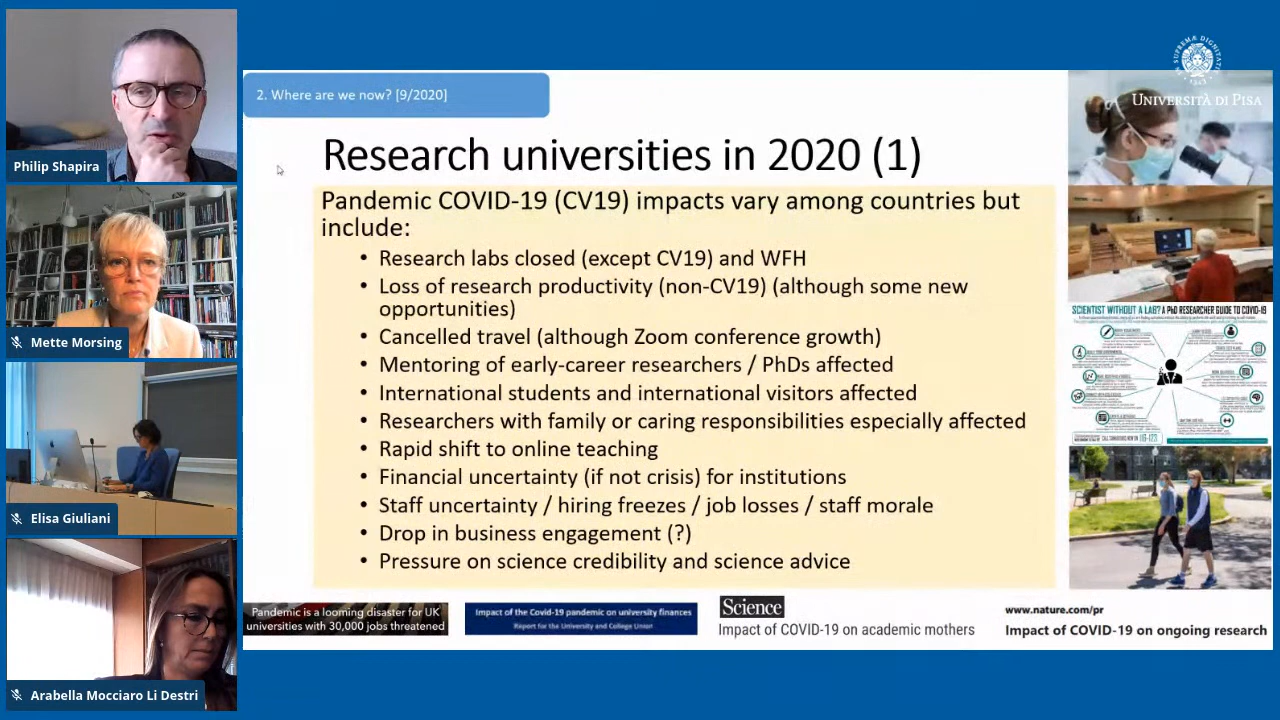 Philip Shapira
Mette Morsing
Elisa Giuliani
Arabella Mocciaro Li Destri
2. Where are we now? [9/2020]
Research universities in 2020 (1)
Pandemic COVID-19 (CV19) impacts vary among countries but
include:
• Research labs closed (except CV19) and WFH
• Loss of research productivity (non-CV19) (although some new
opportunities)
• Cancelled travel (although Zoom conference growth)
• Mentoring of early-career researchers / PhDs affected
• International students and international visitors affected
• Researchers with family or caring responsibilities especially affected
• Rapid shift to online teaching
• Financial uncertainty (if not crisis) for institutions
• Staff uncertainty / hiring freezes / job losses / staff morale
• Drop in business engagement (?)
• Pressure on science credibility and science advice
UNIVERSITÀ DI PISA
SCIENTIST WITHOUT A LAB? A PhD RESEARCHER GUIDE TO COVID-19
Pandemic is a looming disaster for UK
universities with 30,000 jobs threatened
Impact of the Covid-19 pandemic on university finances
Report for the University and College Union
Science
Impact of COVID-19 on academic mothers
www.nature.com/pr
Impact of COVID-19 on ongoing research